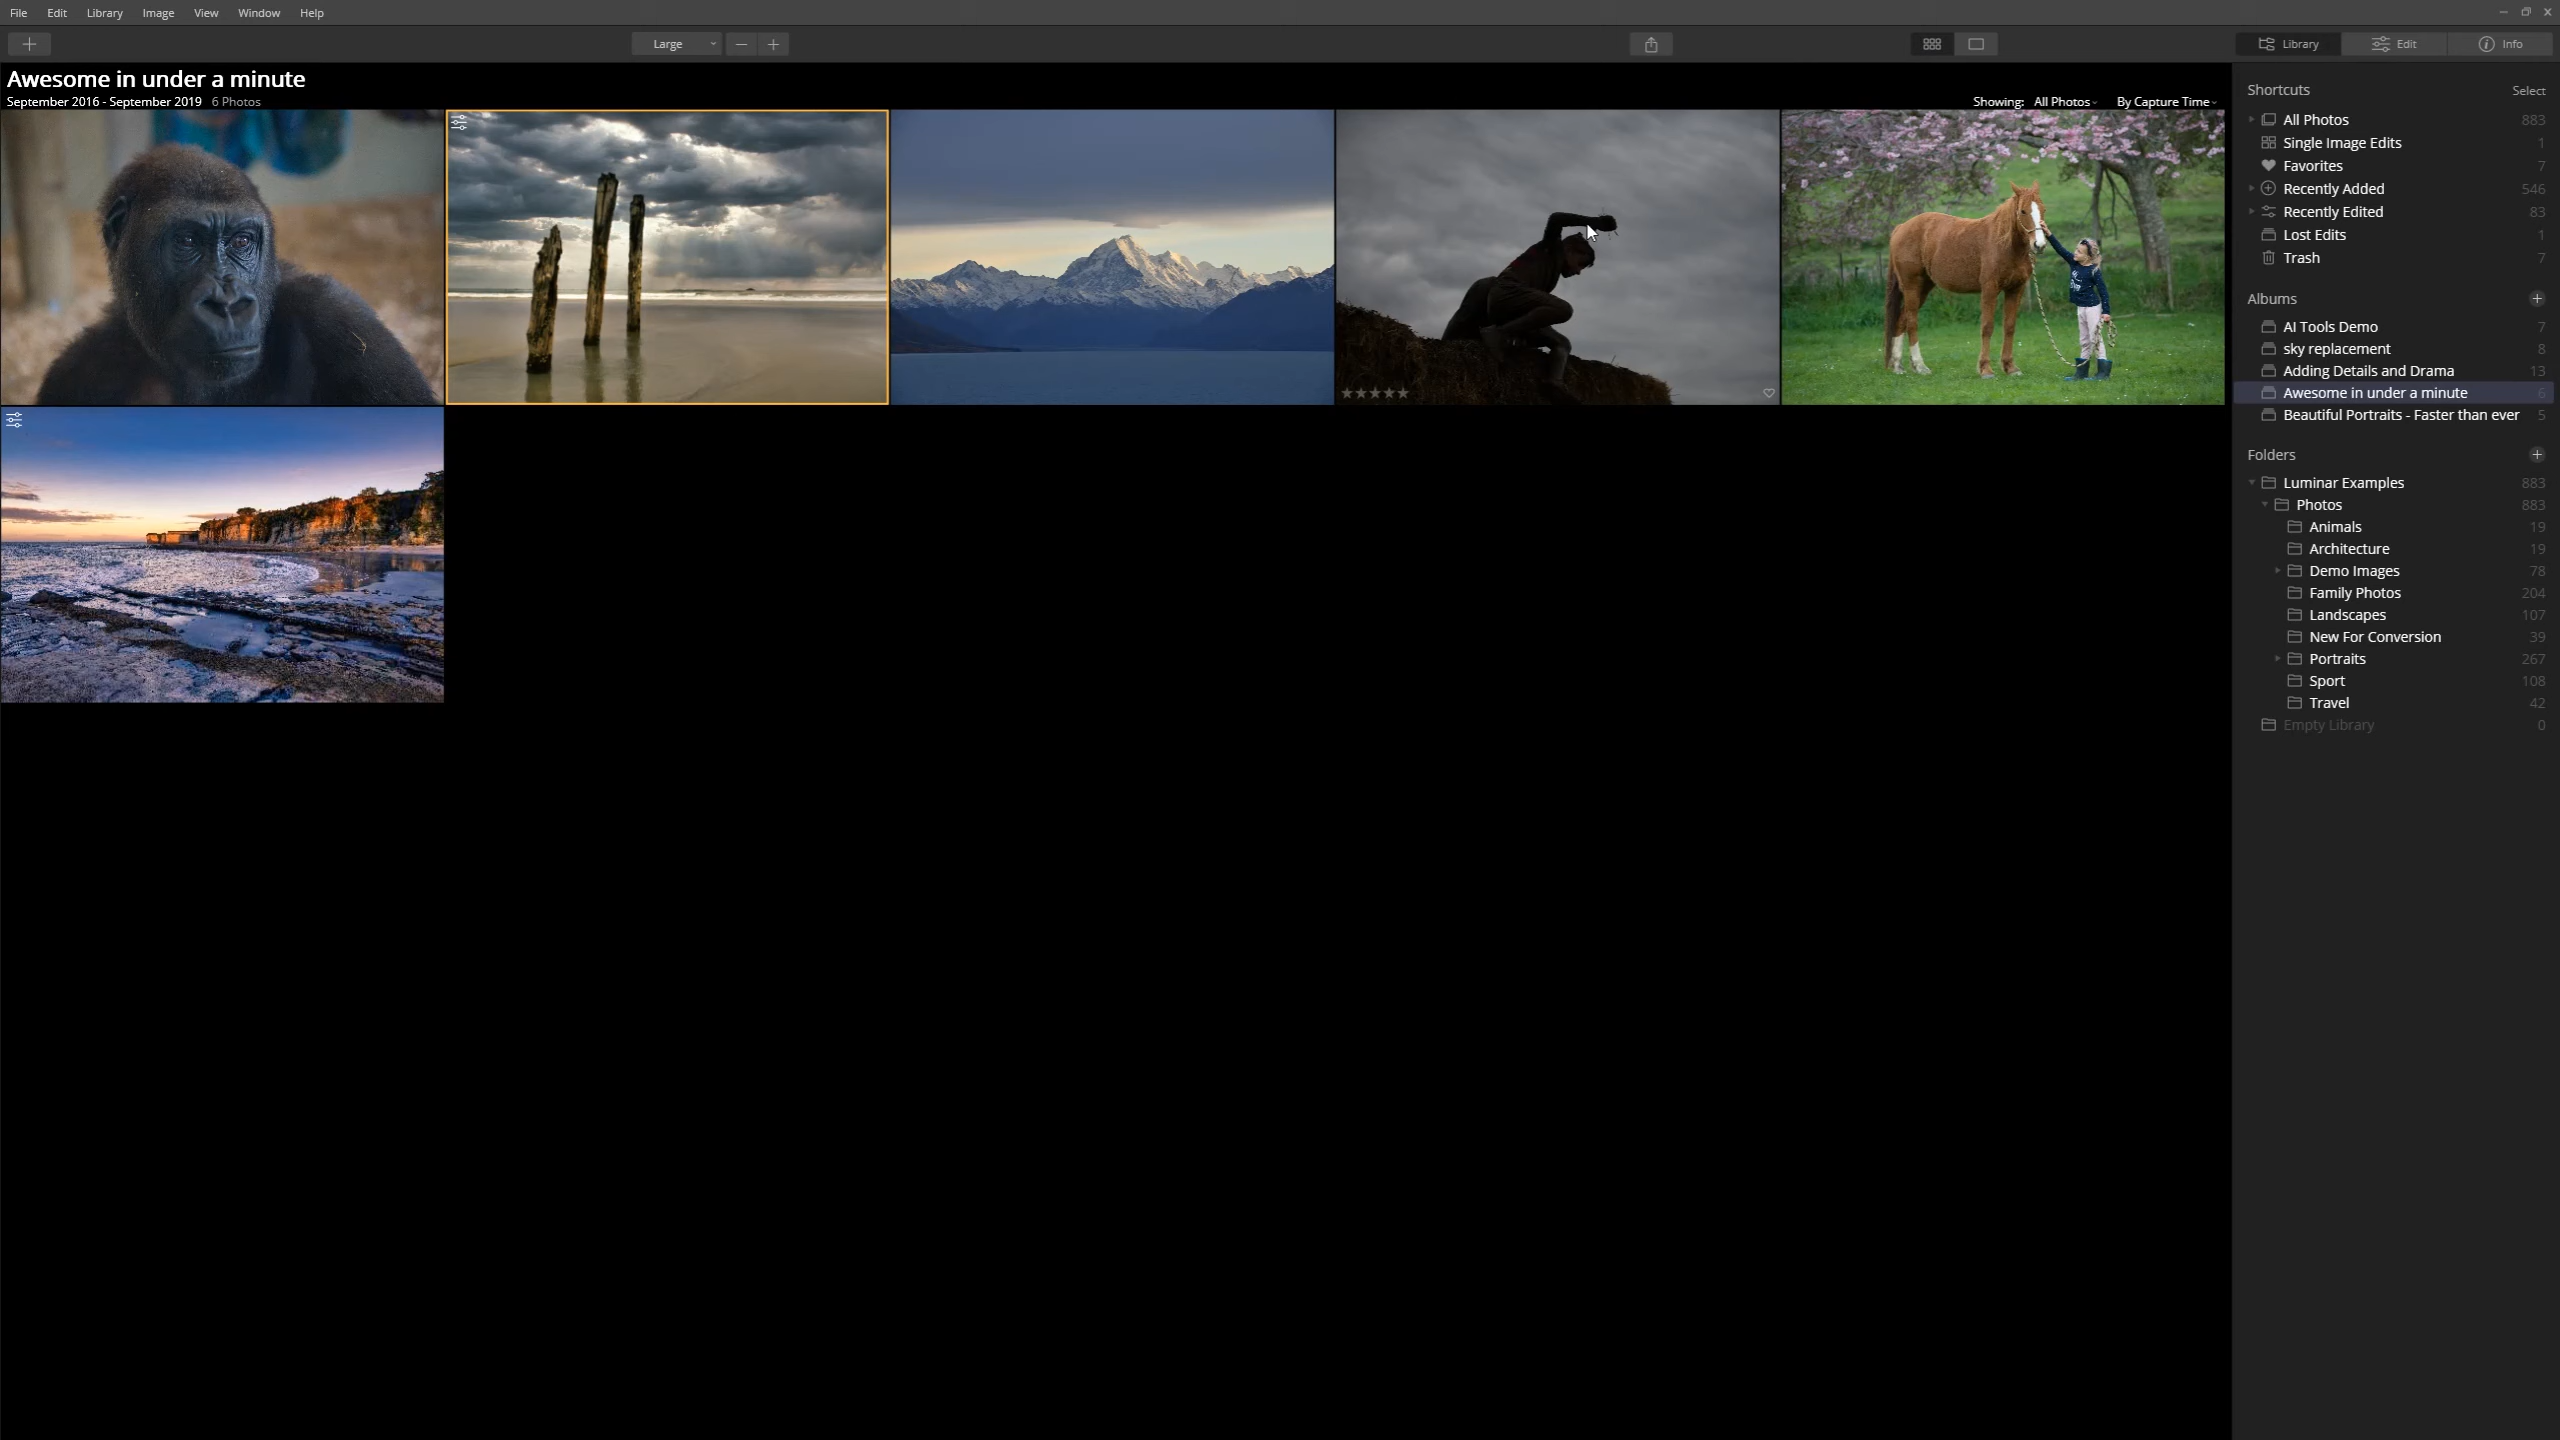 File Edit Library Image View Window Help
Large
Library Edit Info
Awesome in under a minute
September 2016 - September 2019 6 Photos
Showing: All Photos By Capture Time
Shortcuts Select
All Photos 883
Single Image Edits 1
Favorites 7
Recently Added 546
Recently Edited 83
Lost Edits 1
Trash 7
Albums
AI Tools Demo 7
sky replacement 8
Adding Details and Drama 13
Awesome in under a minute 6
Beautiful Portraits - Faster than ever 5
Folders
Luminar Examples 883
Photos 883
Animals 19
Architecture 19
Demo Images 78
Family Photos 204
Landscapes 107
New For Conversion 39
Portraits 267
Sport 108
Travel 42
Empty Library 0